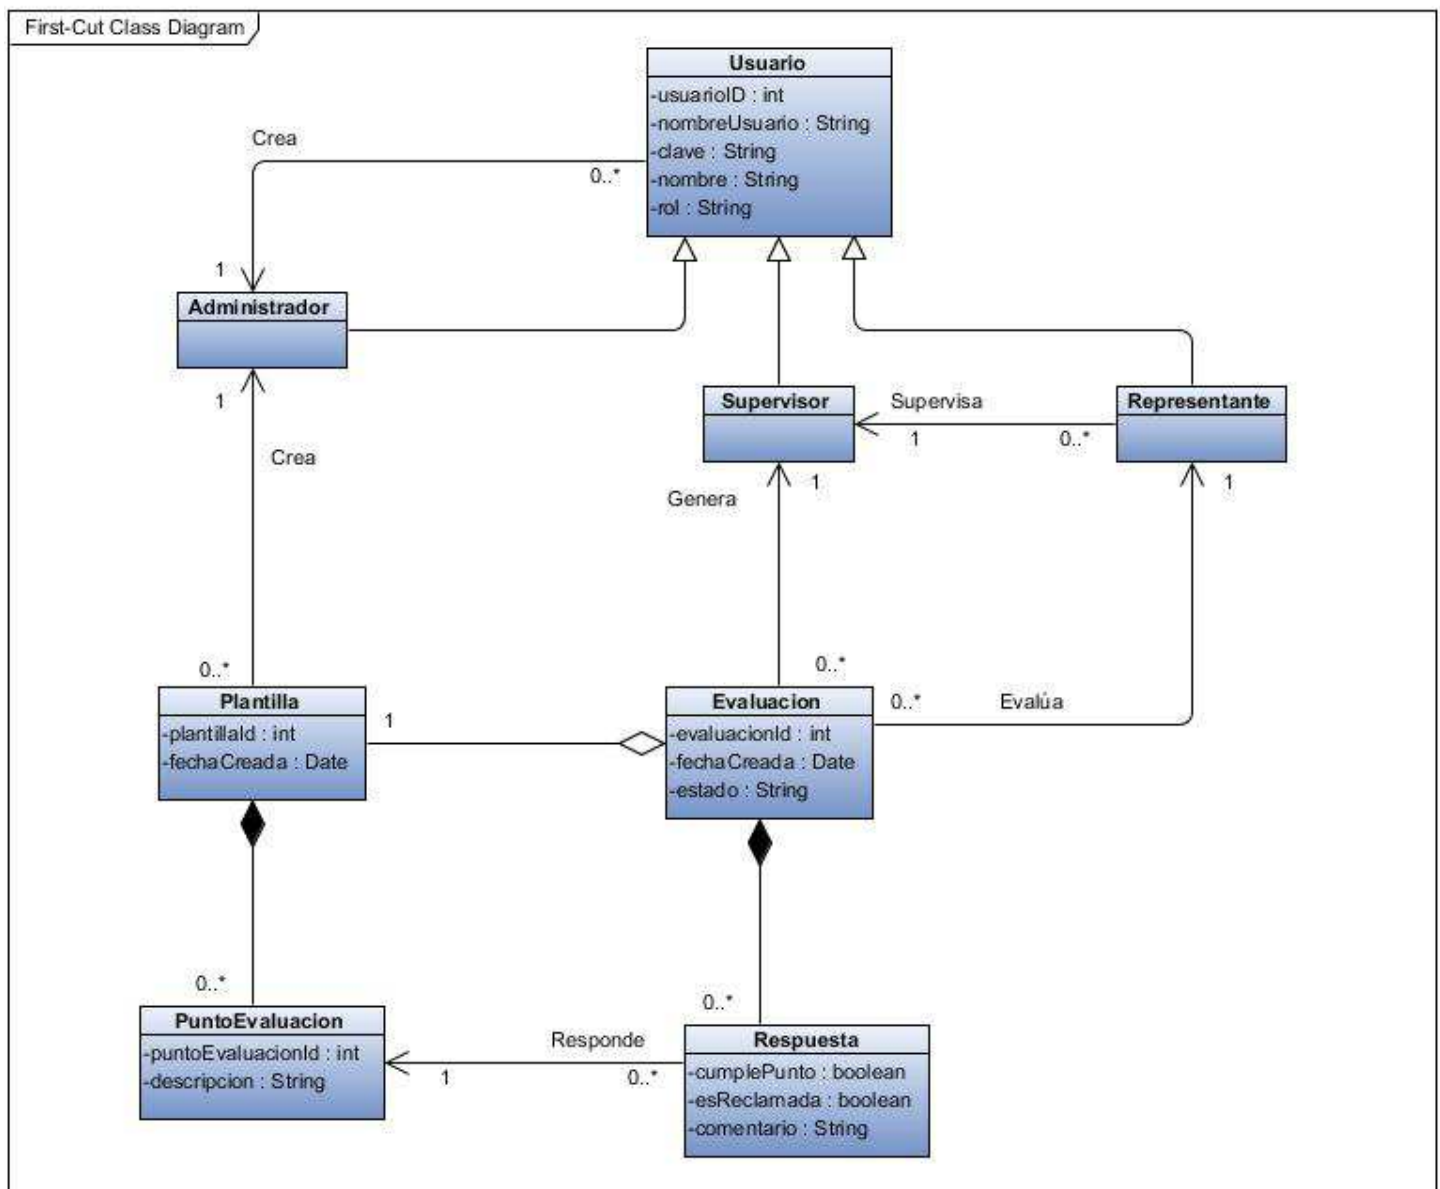 First-Cut Class Diagram
Usuario
-usuarioID : int
-nombreUsuario : String
-clave : String
-nombre : String
-rol : String
Crea
0..*
1
Administrador
1
Crea
Supervisor
Supervisa
1
0..*
Representante
Genera
1
1
0..*
0..*
Plantilla
-plantillaId : int
-fechaCreada : Date
1
Evaluacion
-evaluacionId : int
-fechaCreada : Date
-estado : String
0..*
Evalúa
0..*
0..*
PuntoEvaluacion
-puntoEvaluacionId : int
-descripcion : String
Responde
1
0..*
Respuesta
-cumplePunto : boolean
-esReclamada : boolean
-comentario : String